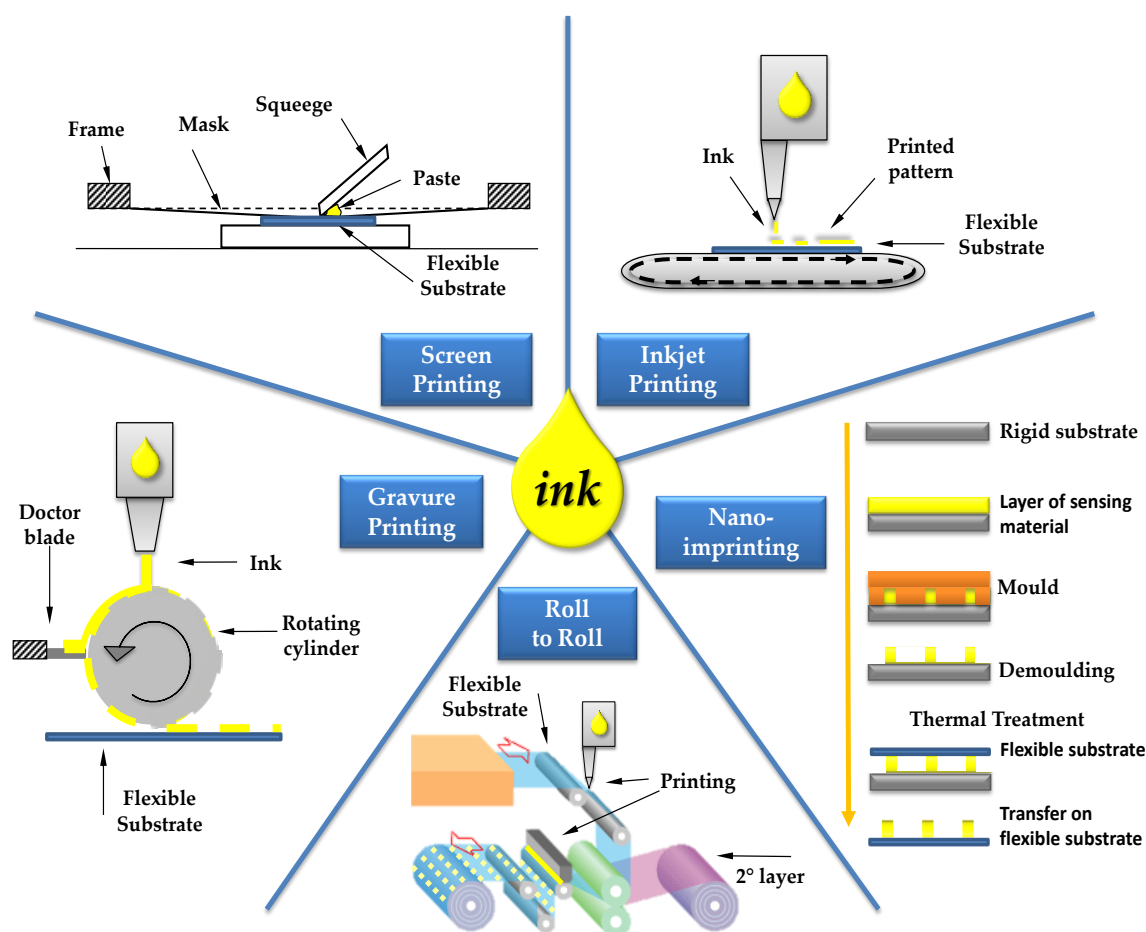 Squeege
Mask
Frame
Paste
Flexible
Substrate
Ink
Printed
pattern
Flexible
Substrate
Screen
Printing
Inkjet
Printing
ink
Gravure
Printing
Nano-
imprinting
Roll
to Roll
Doctor
blade
Ink
Rotating
cylinder
Flexible
Substrate
Flexible
Substrate
Printing
2° layer
Rigid substrate
Layer of sensing
material
Mould
Demoulding
Thermal Treatment
Flexible substrate
Transfer on
flexible substrate